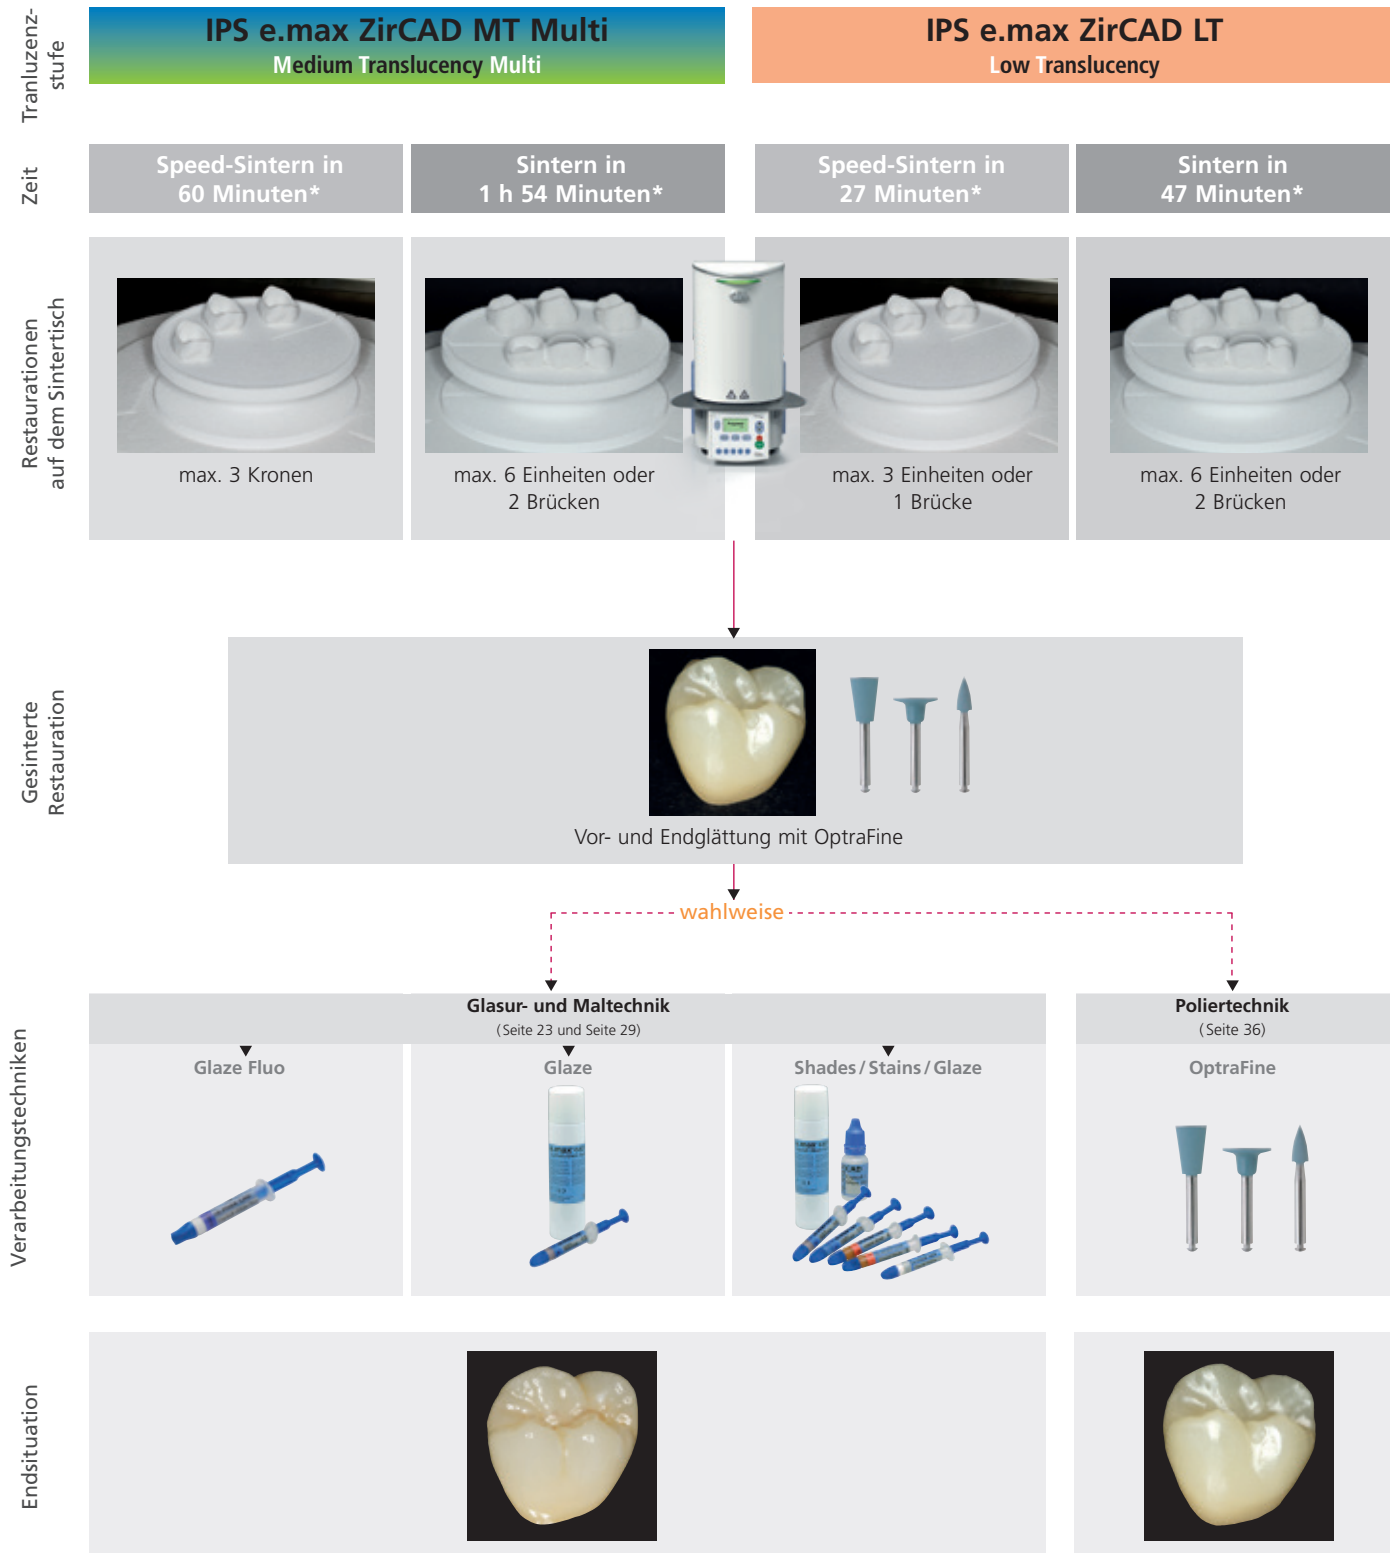 Tranluzenz-
stufe
IPS e.max ZirCAD MT Multi
Medium Translucency Multi
IPS e.max ZirCAD LT
Low Translucency
Zeit
Speed-Sintern in
60 Minuten*
Sintern in
1 h 54 Minuten*
Speed-Sintern in
27 Minuten*
Sintern in
47 Minuten*
Restaurationen
auf dem Sintertisch
max. 3 Kronen
max. 6 Einheiten oder
2 Brücken
max. 3 Einheiten oder
1 Brücke
max. 6 Einheiten oder
2 Brücken
Gesinterte
Restauration
Vor- und Endglättung mit OptraFine
wahlweise
Verarbeitungstechniken
Glasur- und Maltechnik
(Seite 23 und Seite 29)
Poliertechnik
(Seite 36)
Glaze Fluo
Glaze
Shades / Stains / Glaze
OptraFine
Endsituation